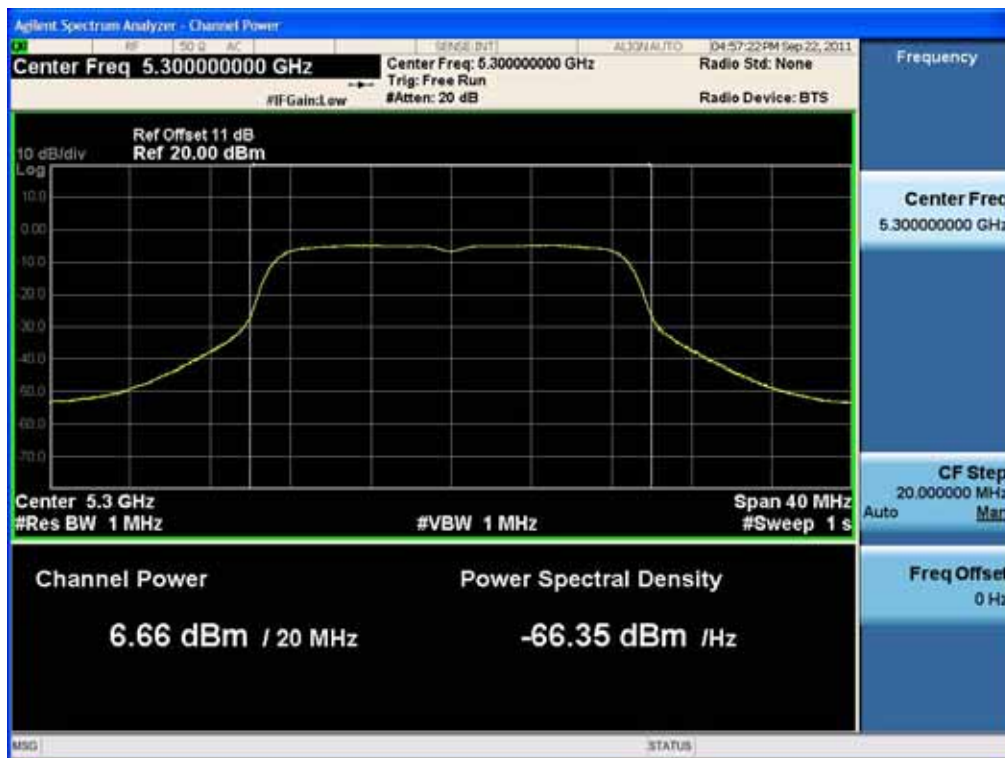 Agilent Spectrum Analyzer - Channel Power
RF 50 Ω AC SENSE:INT ALIGN AUTO 04:57:22 PM Sep 22, 2011
Center Freq 5.300000000 GHz
Center Freq: 5.300000000 GHz
Radio Std: None
Trig: Free Run
#IFGain:Low
#Atten: 20 dB
Radio Device: BTS
Ref Offset 11 dB
10 dB/div
Ref 20.00 dBm
Log
10.0
0.00
-10.0
-20.0
-30.0
-40.0
-50.0
-60.0
-70.0
Center 5.3 GHz
Span 40 MHz
#Res BW 1 MHz
#VBW 1 MHz
#Sweep 1 s
Channel Power
Power Spectral Density
6.66 dBm / 20 MHz
-66.35 dBm /Hz
Frequency
Center Freq
5.300000000 GHz
CF Step
20.000000 MHz
Auto Man
Freq Offset
0 Hz
MSG
STATUS